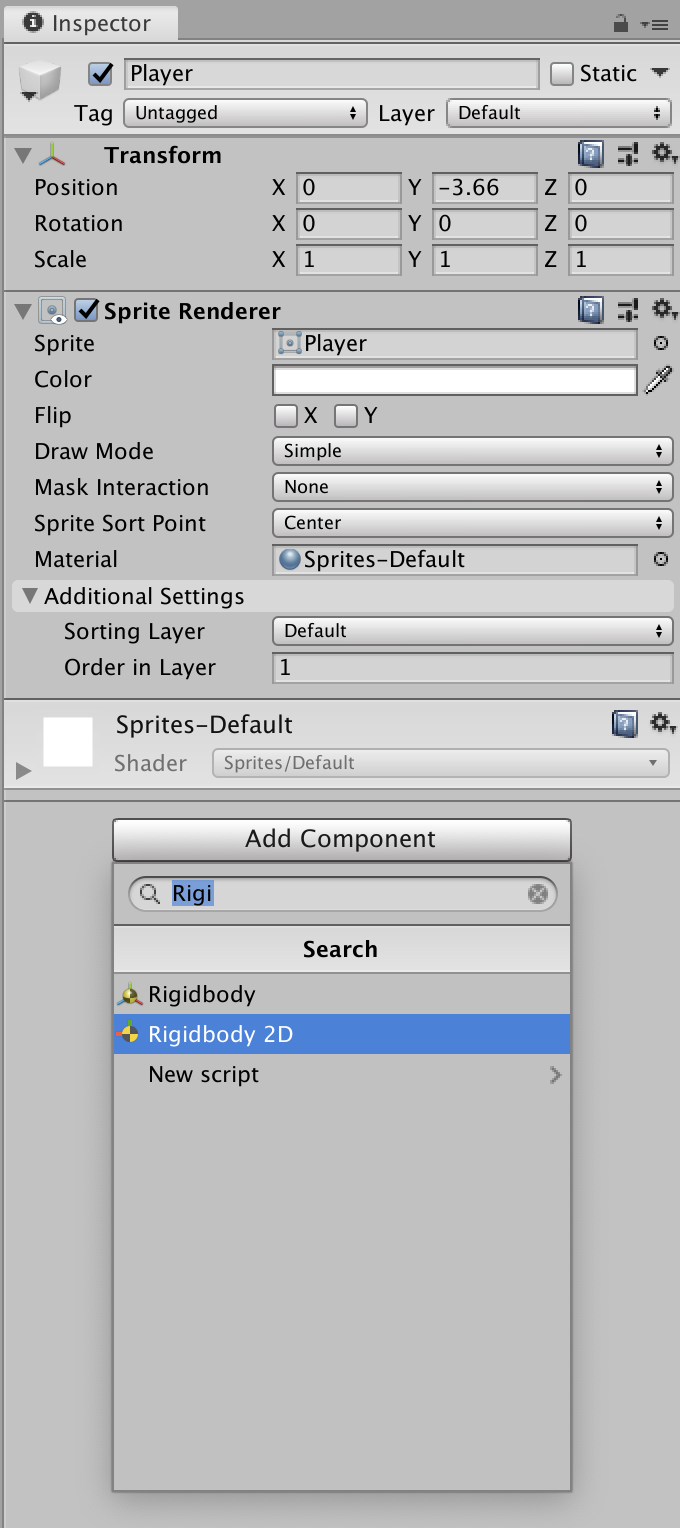 Inspector
Player Static
Tag Untagged Layer Default
Transform
Position X 0 Y -3.66 Z 0
Rotation X 0 Y 0 Z 0
Scale X 1 Y 1 Z 1
Sprite Renderer
Sprite Player
Color
Flip X Y
Draw Mode Simple
Mask Interaction None
Sprite Sort Point Center
Material Sprites-Default
Additional Settings
Sorting Layer Default
Order in Layer 1
Sprites-Default
Shader Sprites/Default
Add Component
Rigi
Search
Rigidbody
Rigidbody 2D
New script